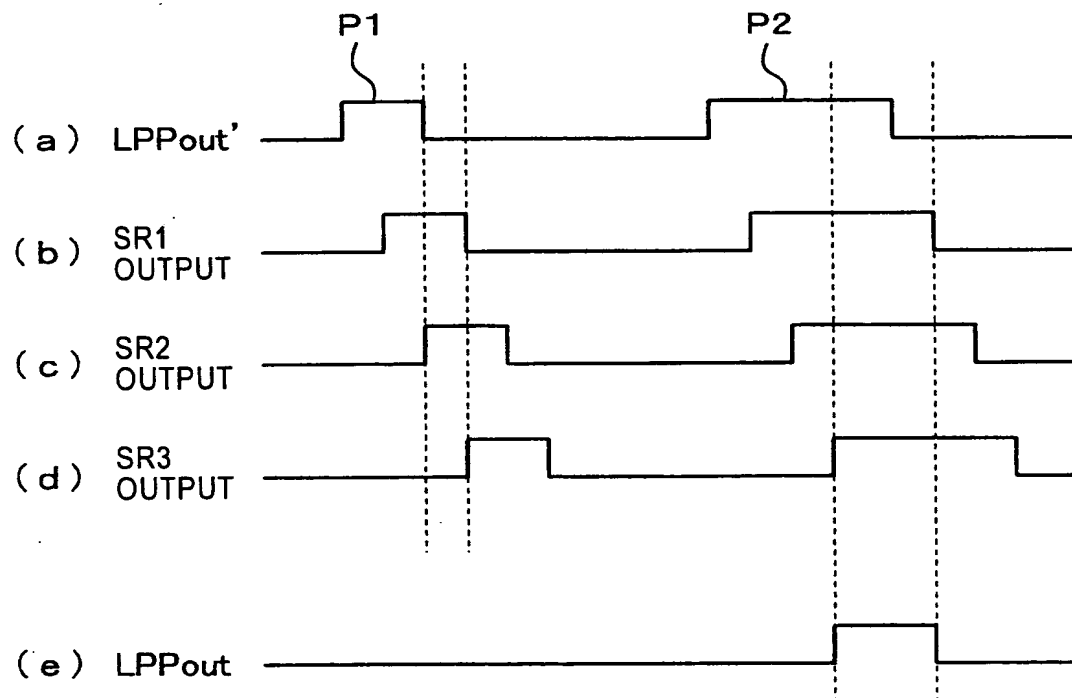 P1
P2
(a) LPPout'
(b) SR1
OUTPUT
(c) SR2
OUTPUT
(d) SR3
OUTPUT
(e) LPPout